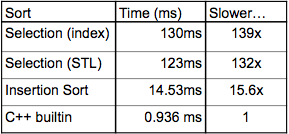 Sort Time (ms) Slower...
Selection (index) 130ms 139x
Selection (STL) 123ms 132x
Insertion Sort 14.53ms 15.6x
C++ builtin 0.936 ms 1